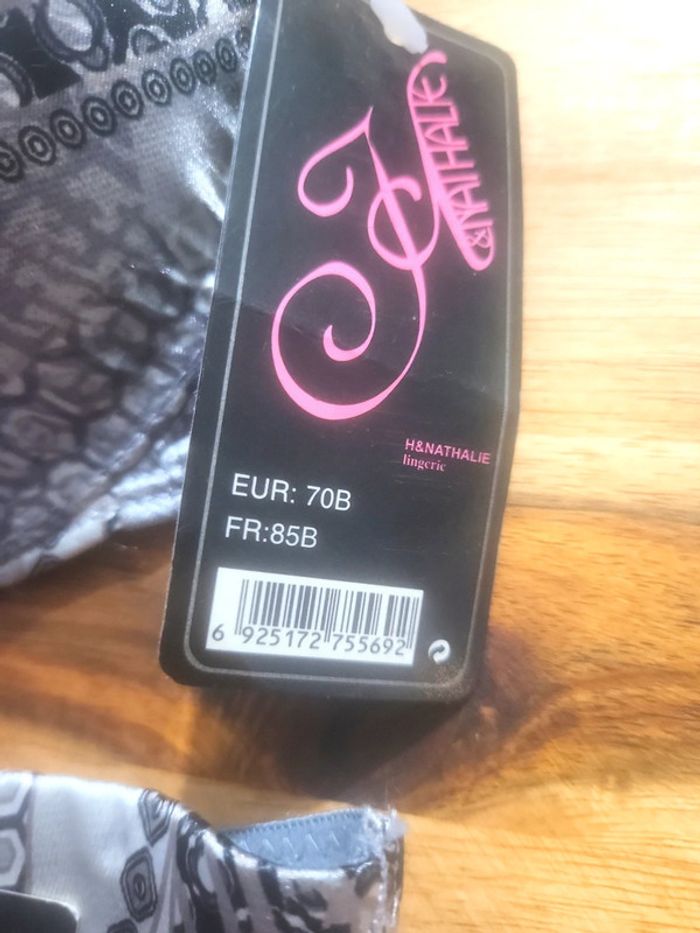 &NATHALIE
H&NATHALIE
lingerie
EUR: 70B
FR:85B
6 925172 755692